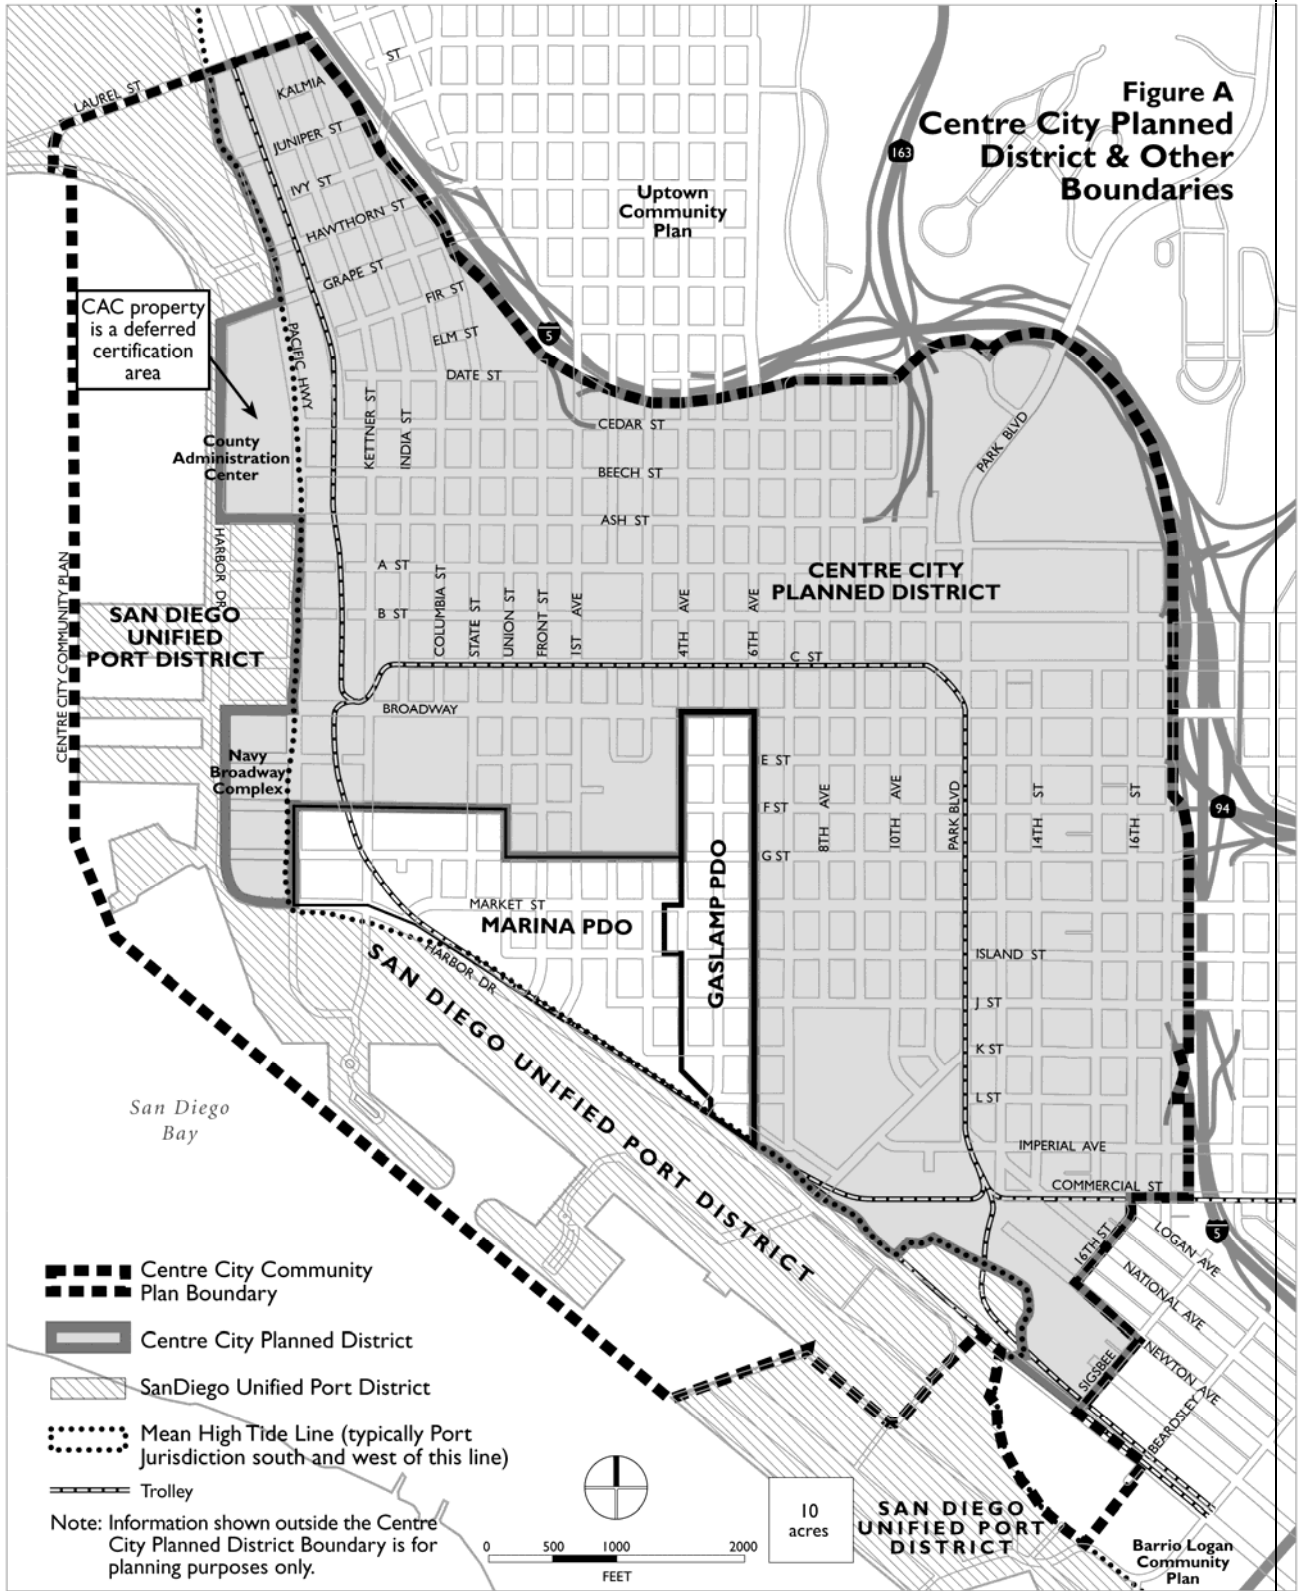 Figure A
Centre City Planned
District & Other
Boundaries
LAUREL ST
ST
KALMIA
JUNIPER ST
IVY ST
HAWTHORN ST
GRAPE ST
FIR ST
ELM ST
DATE ST
163
Uptown
Community
Plan
5
CAC property
is a deferred
certification
area
PACIFIC HWY
KETTNER ST
INDIA ST
CEDAR ST
BEECH ST
ASH ST
PARK BLVD
County
Administration
Center
HARBOR DR
A ST
B ST
COLUMBIA ST
STATE ST
UNION ST
FRONT ST
1ST AVE
4TH AVE
6TH AVE
CENTRE CITY
PLANNED DISTRICT
CENTRE CITY COMMUNITY PLAN
SAN DIEGO
UNIFIED
PORT DISTRICT
C ST
BROADWAY
Navy
Broadway
Complex
E ST
F ST
G ST
8TH AVE
10TH AVE
PARK BLVD
14TH ST
16TH ST
94
MARKET ST
MARINA PDO
GASLAMP PDO
HARBOR DR
SAN DIEGO UNIFIED PORT DISTRICT
ISLAND ST
J ST
K ST
L ST
IMPERIAL AVE
COMMERCIAL ST
San Diego
Bay
16TH ST
LOGAN AVE
NATIONAL AVE
NEWTON AVE
SIGSBEE
BEARDSLEY
5
Centre City Community
Plan Boundary
Centre City Planned District
SanDiego Unified Port District
Mean High Tide Line (typically Port
Jurisdiction south and west of this line)
Trolley
Note: Information shown outside the Centre
City Planned District Boundary is for
planning purposes only.
0 500 1000 2000
FEET
10
acres
SAN DIEGO
UNIFIED PORT
DISTRICT
Barrio Logan
Community
Plan